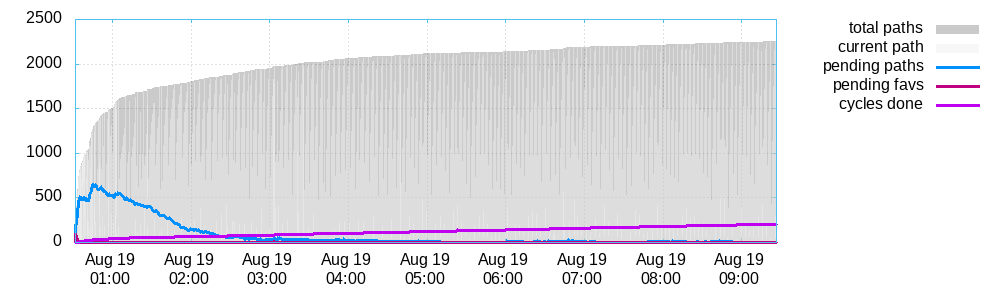 2500
2000
1500
1000
500
0
Aug 19 01:00
Aug 19 02:00
Aug 19 03:00
Aug 19 04:00
Aug 19 05:00
Aug 19 06:00
Aug 19 07:00
Aug 19 08:00
Aug 19 09:00
total paths
current path
pending paths
pending favs
cycles done